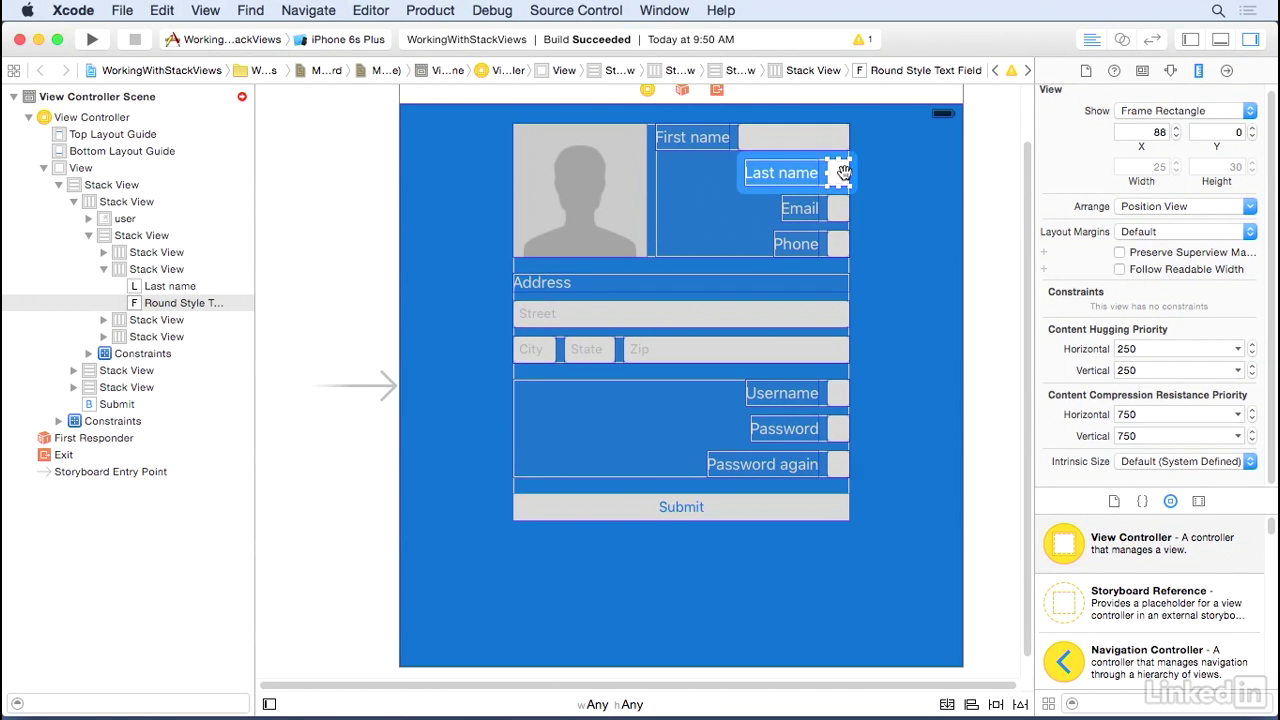 Xcode File Edit View Find Navigate Editor Product Debug Source Control Window Help
Working...ackViews iPhone 6s Plus WorkingWithStackViews Build Succeeded Today at 9:50 AM 1
WorkingWithStackViews W...s M...rd M...e) V...ne V...ler View St...w St...w St...w Stack View F Round Style Text Field
View Controller Scene
View Controller
Top Layout Guide
Bottom Layout Guide
View
Stack View
Stack View
user
Stack View
Stack View
Stack View
L Last name
F Round Style T...
Stack View
Stack View
Constraints
Stack View
Stack View
B Submit
Constraints
First Responder
Exit
Storyboard Entry Point
First name
Last name
Email
Phone
Address
Street
City State Zip
Username
Password
Password again
Submit
wAny hAny
View
Show Frame Rectangle
88 0
X Y
25 30
Width Height
Arrange Position View
Layout Margins Default
Preserve Superview Ma...
Follow Readable Width
Constraints
This view has no constraints
Content Hugging Priority
Horizontal 250
Vertical 250
Content Compression Resistance Priority
Horizontal 750
Vertical 750
Intrinsic Size Default (System Defined)
View Controller - A controller
that manages a view.
Storyboard Reference -
Provides a placeholder for a view
controller in an external storybo...
Navigation Controller - A
controller that manages navigation
through a hierarchy of views.
LinkedIn